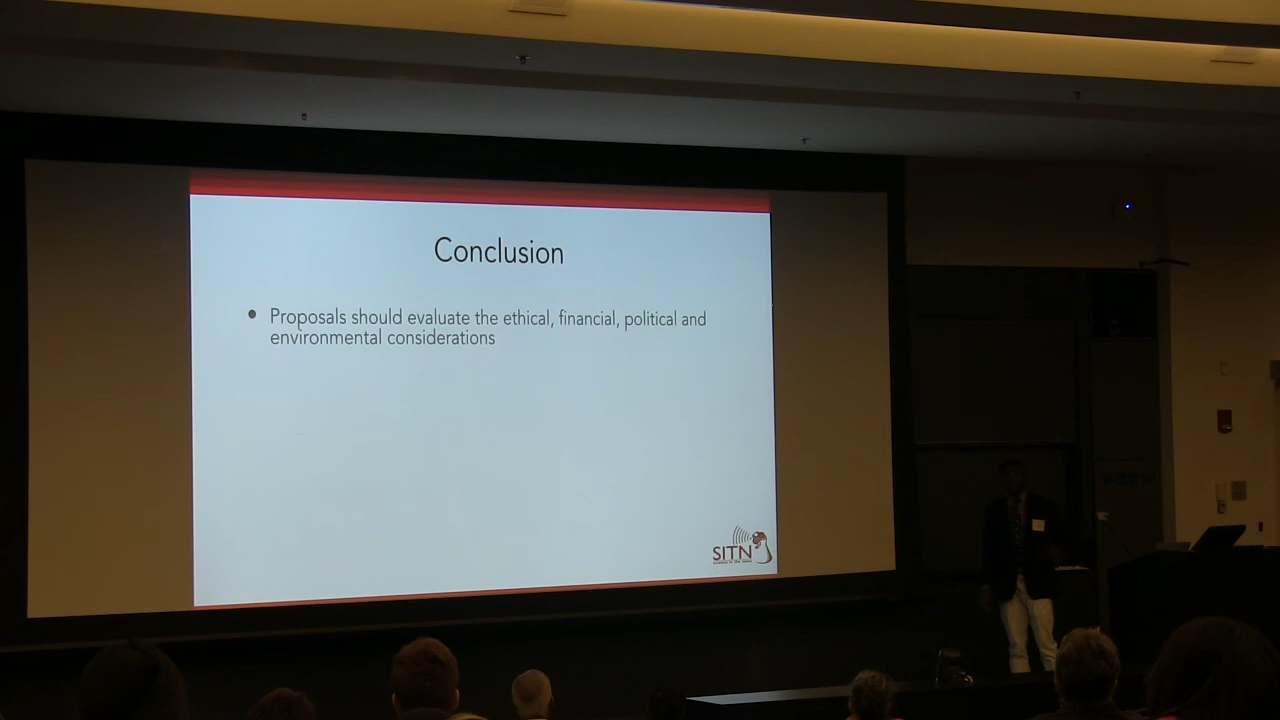 Conclusion
• Proposals should evaluate the ethical, financial, political and
environmental considerations
SITN